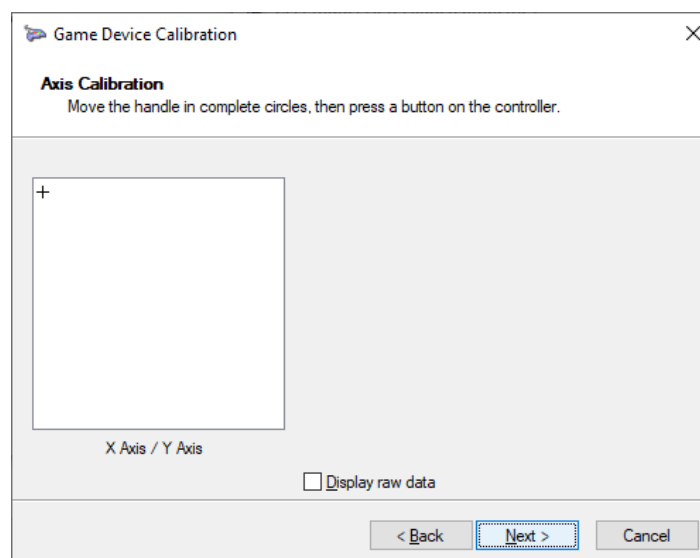 Game Device Calibration
Axis Calibration
Move the handle in complete circles, then press a button on the controller.
X Axis / Y Axis
Display raw data
< Back
Next >
Cancel